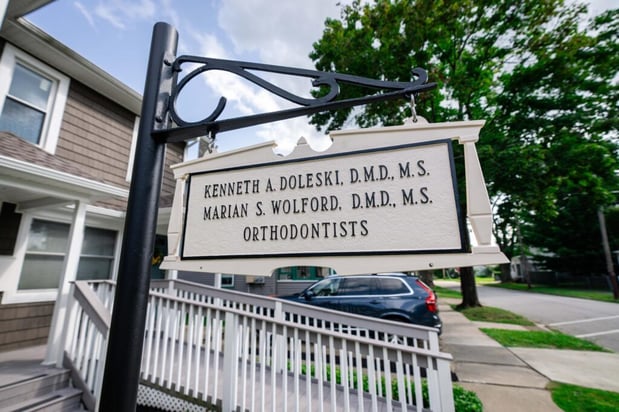 KENNETH A. DOLESKI, D.M.D., M.S.
MARIAN S. WOLFORD, D.M.D., M.S.
ORTHODONTISTS